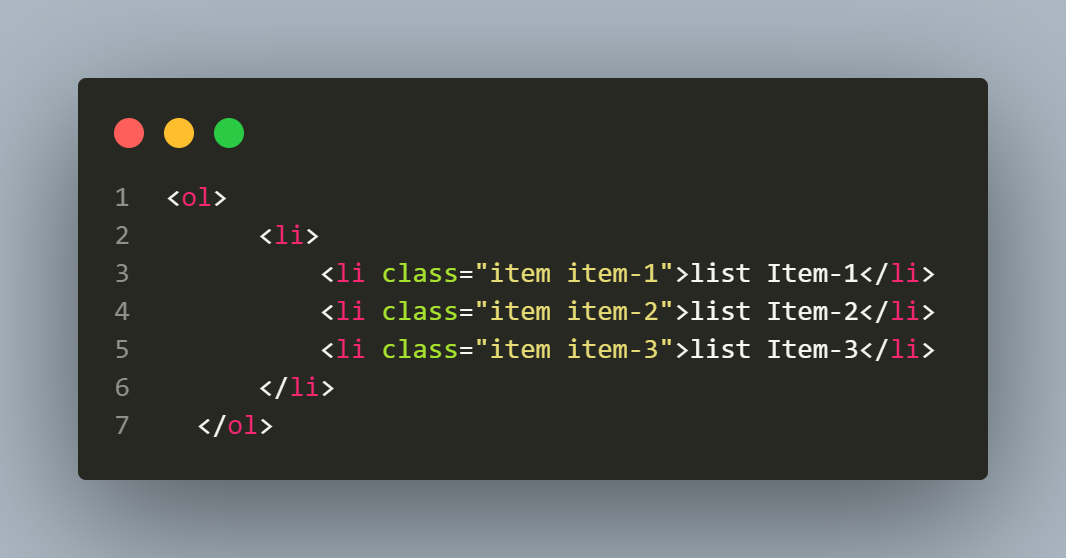 1 <ol>
2 <li>
3 <li class="item item-1">list Item-1</li>
4 <li class="item item-2">list Item-2</li>
5 <li class="item item-3">list Item-3</li>
6 </li>
7 </ol>